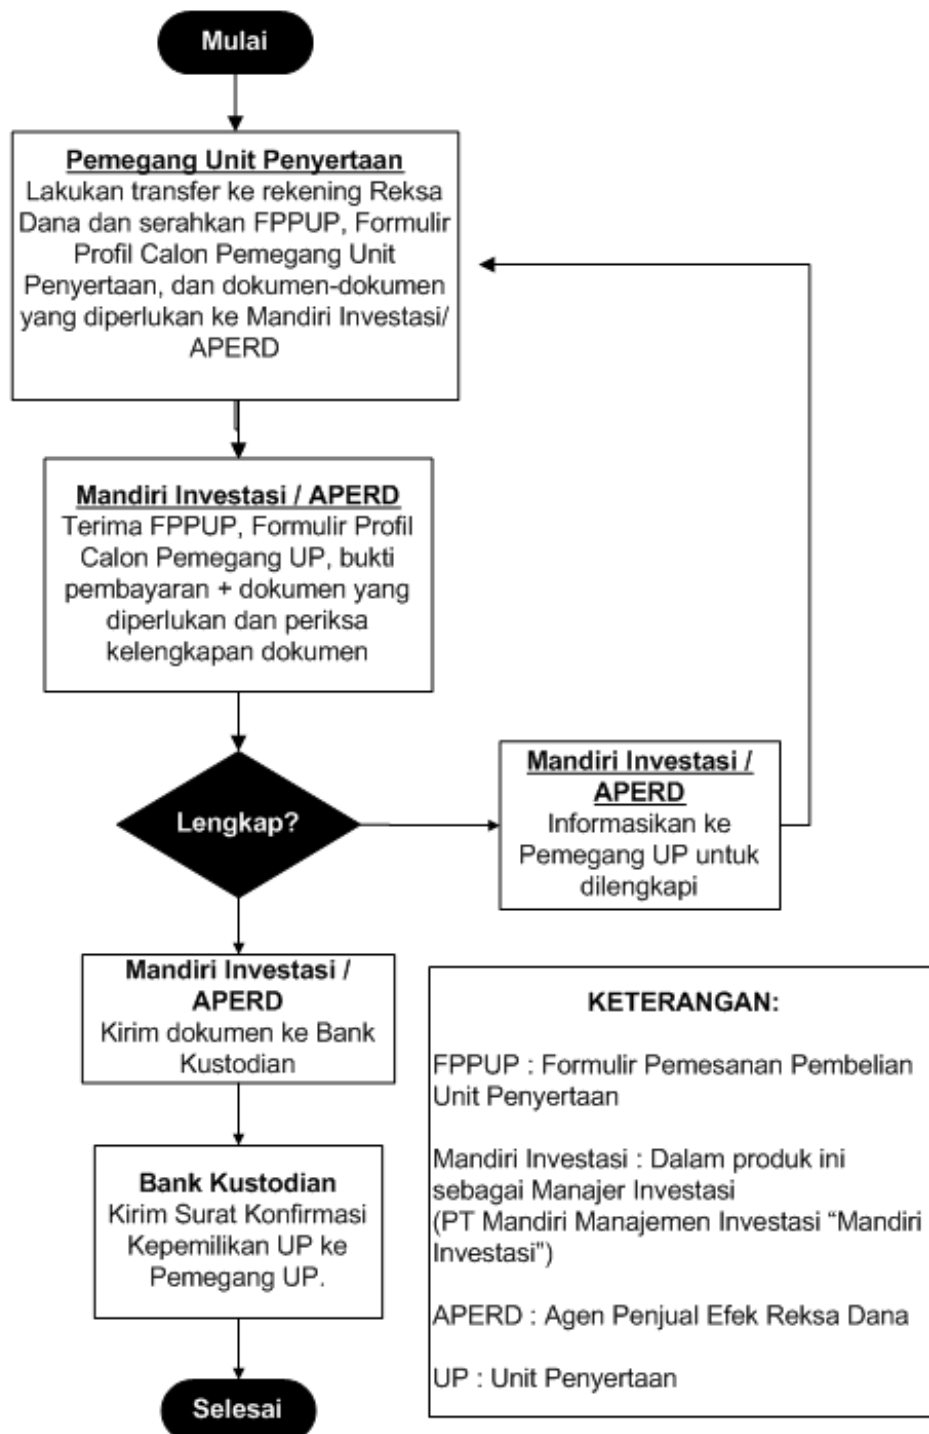 Mulai
Pemegang Unit Penyertaan
Lakukan transfer ke rekening Reksa
Dana dan serahkan FPPUP, Formulir
Profil Calon Pemegang Unit
Penyertaan, dan dokumen-dokumen
yang diperlukan ke Mandiri Investasi/
APERD
Mandiri Investasi / APERD
Terima FPPUP, Formulir Profil
Calon Pemegang UP, bukti
pembayaran + dokumen yang
diperlukan dan periksa
kelengkapan dokumen
Lengkap?
Mandiri Investasi /
APERD
Informasikan ke
Pemegang UP untuk
dilengkapi
Mandiri Investasi /
APERD
Kirim dokumen ke Bank
Kustodian
Bank Kustodian
Kirim Surat Konfirmasi
Kepemilikan UP ke
Pemegang UP.
Selesai
KETERANGAN:
FPPUP : Formulir Pemesanan Pembelian
Unit Penyertaan
Mandiri Investasi : Dalam produk ini
sebagai Manajer Investasi
(PT Mandiri Manajemen Investasi “Mandiri
Investasi”)
APERD : Agen Penjual Efek Reksa Dana
UP : Unit Penyertaan